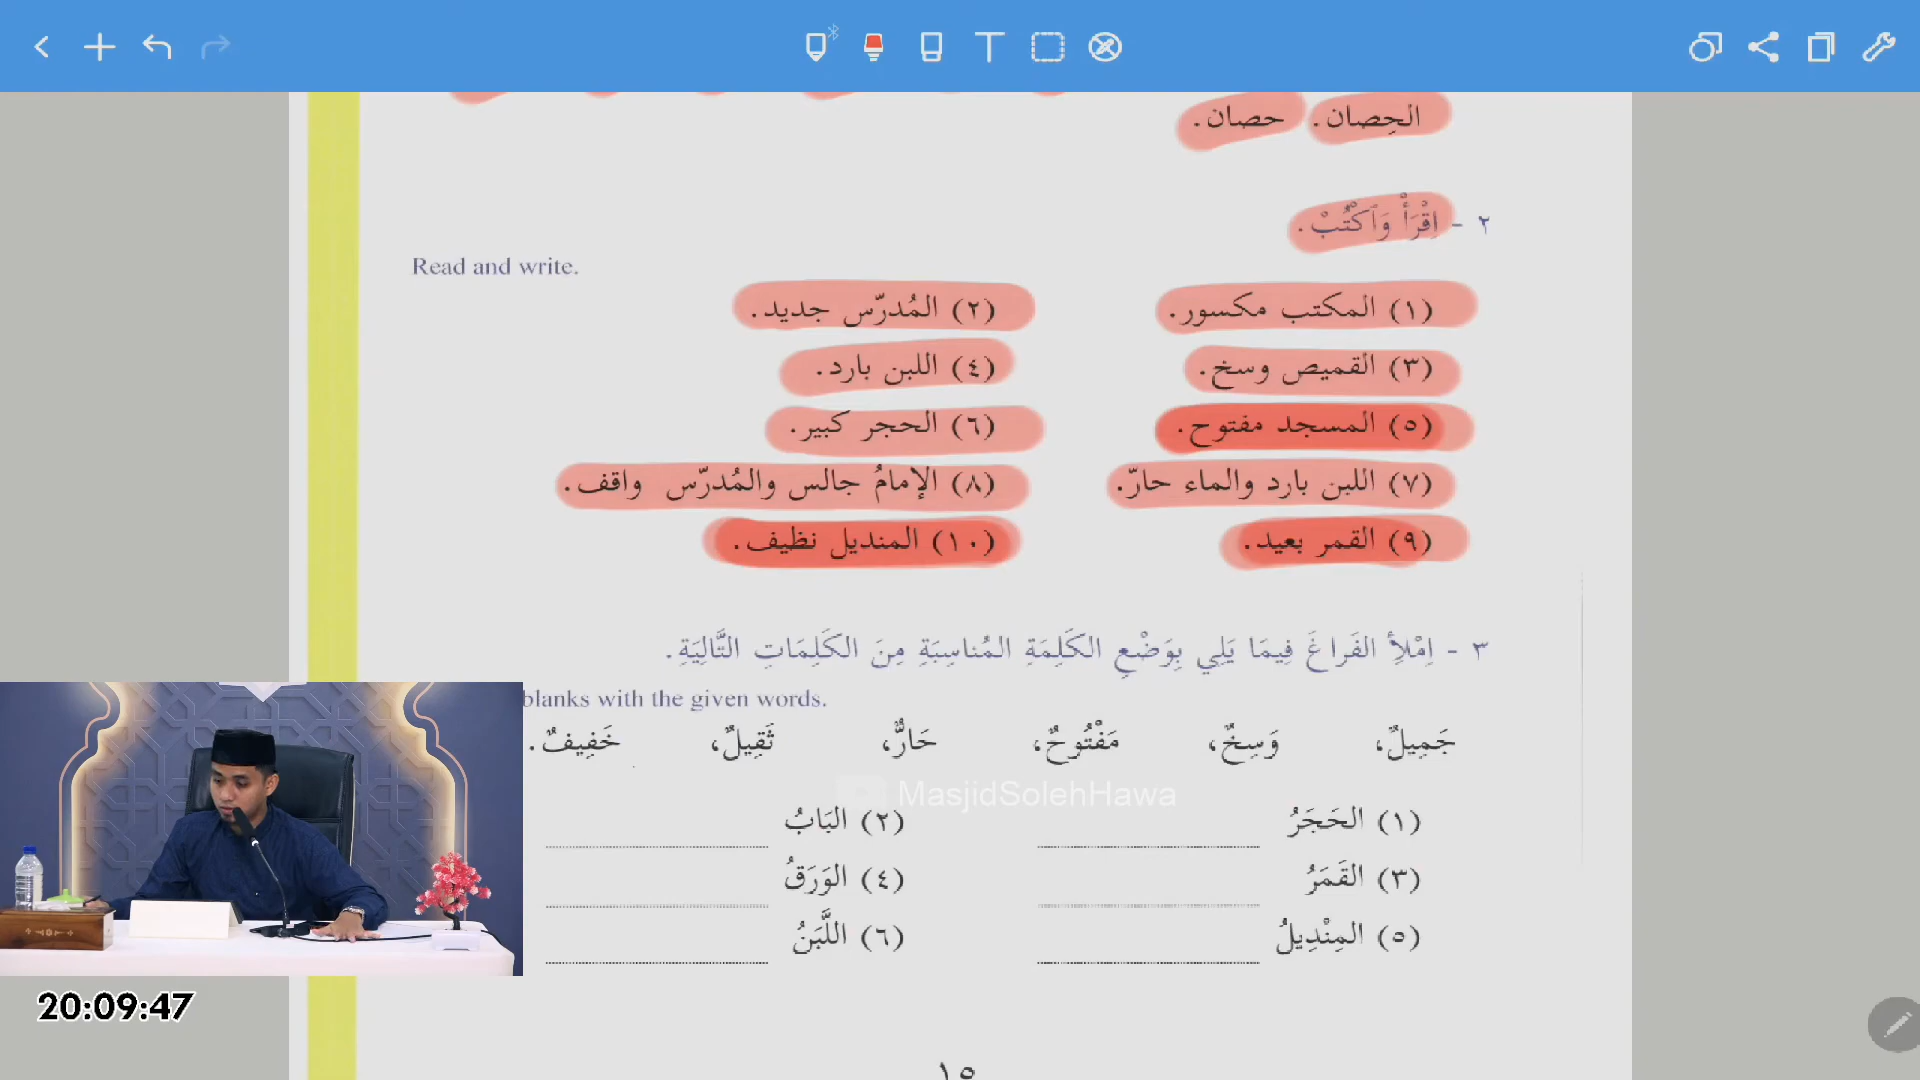 الحِصان. حصان.
٢ - اِقْرَأْ وَٱكْتُبْ.
Read and write.
(١) المكتب مكسور. (٢) المُدرّس جديد.
(٣) القميص وسخ. (٤) اللبن بارد.
(٥) المسجد مفتوح. (٦) الحجر كبير.
(٧) اللبن بارد والماء حارّ. (٨) الإمامُ جالس والمُدرّس واقف.
(٩) القمر بعيد. (١٠) المنديل نظيف.
٣ - اِمْلَأِ الفَراغَ فِيمَا يَلِي بِوَضْعِ الكَلِمَةِ المُناسِبَةِ مِنَ الكَلِمَاتِ التَّالِيَةِ.
blanks with the given words.
جَمِيلٌ، وَسِخٌ، مَفْتُوحٌ، حَارٌّ، ثَقِيلٌ، خَفِيفٌ.
MasjidSolehHawa
(١) الحَجَرُ (٢) البَابُ
(٣) القَمَرُ (٤) الوَرَقُ
(٥) المِنْدِيلُ (٦) اللَّبَنُ
20:09:47
١٥